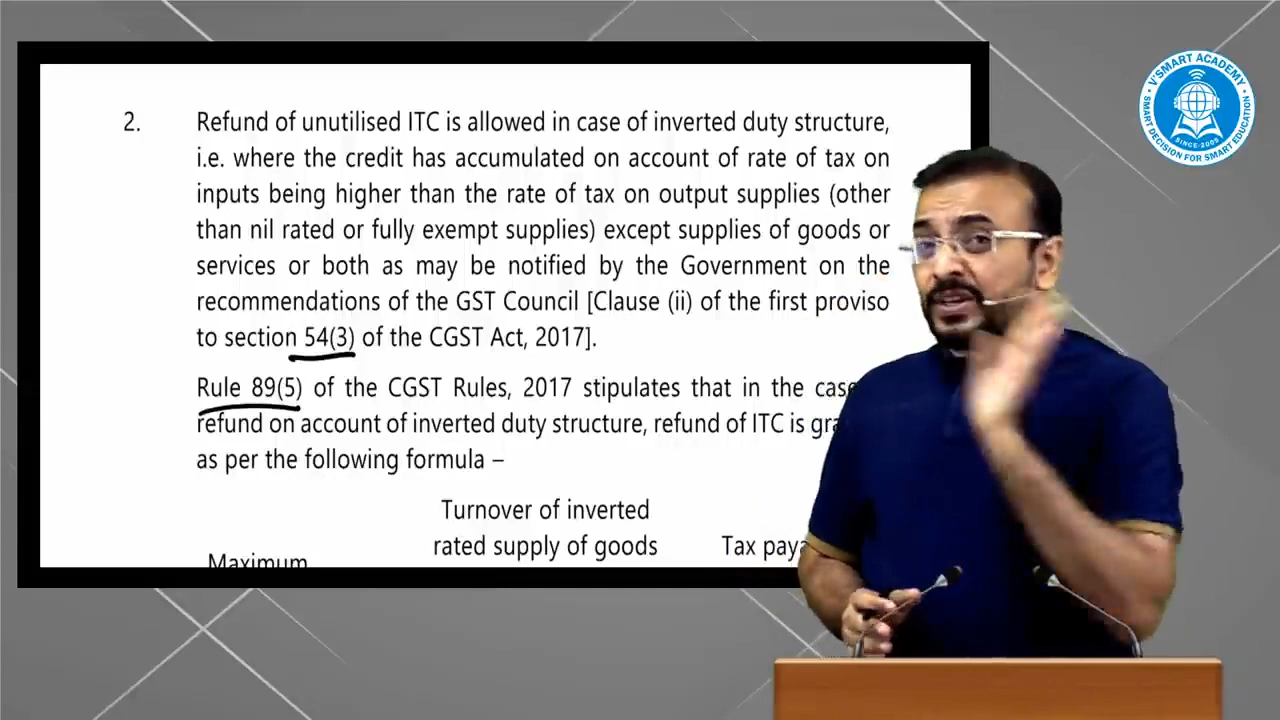 V'SMART ACADEMY
SMART DECISION FOR SMART EDUCATION
SINCE-2005
2. Refund of unutilised ITC is allowed in case of inverted duty structure,
i.e. where the credit has accumulated on account of rate of tax on
inputs being higher than the rate of tax on output supplies (other
than nil rated or fully exempt supplies) except supplies of goods or
services or both as may be notified by the Government on the
recommendations of the GST Council [Clause (ii) of the first proviso
to section 54(3) of the CGST Act, 2017].
Rule 89(5) of the CGST Rules, 2017 stipulates that in the case
refund on account of inverted duty structure, refund of ITC is
as per the following formula –
Turnover of inverted
rated supply of goods Tax
Maximum